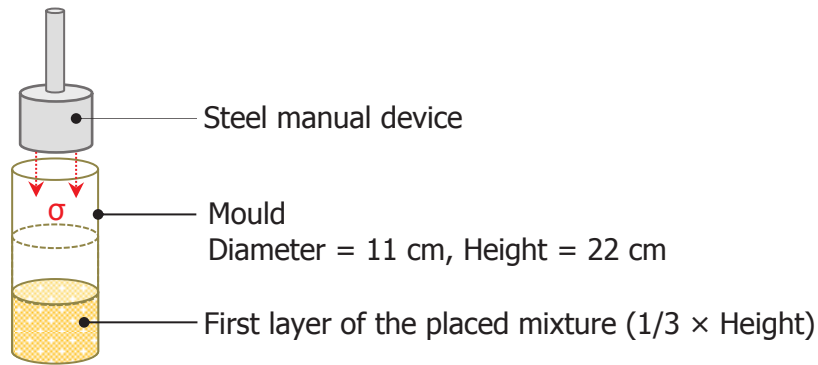 Steel manual device
σ
Mould
Diameter = 11 cm, Height = 22 cm
First layer of the placed mixture (1/3 × Height)